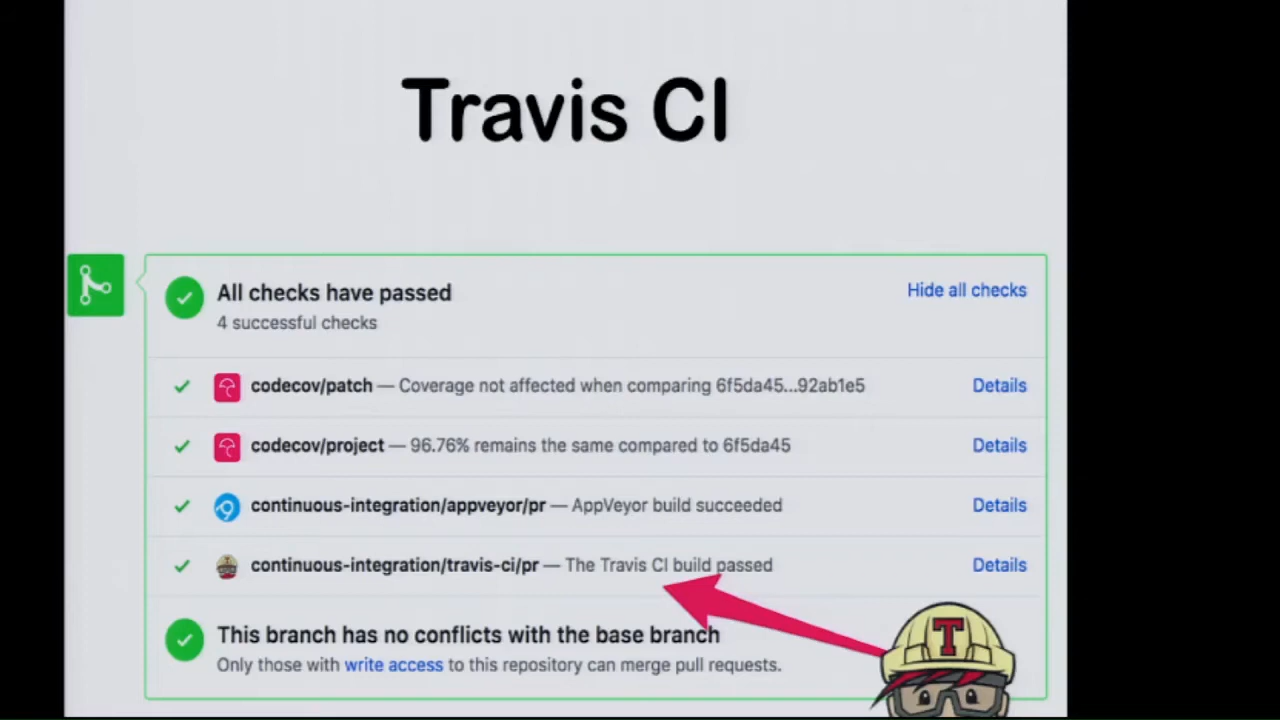 Travis CI
All checks have passed
Hide all checks
4 successful checks
codecov/patch — Coverage not affected when comparing 6f5da45...92ab1e5
Details
codecov/project — 96.76% remains the same compared to 6f5da45
Details
continuous-integration/appveyor/pr — AppVeyor build succeeded
Details
continuous-integration/travis-ci/pr — The Travis CI build passed
Details
This branch has no conflicts with the base branch
Only those with write access to this repository can merge pull requests.
T